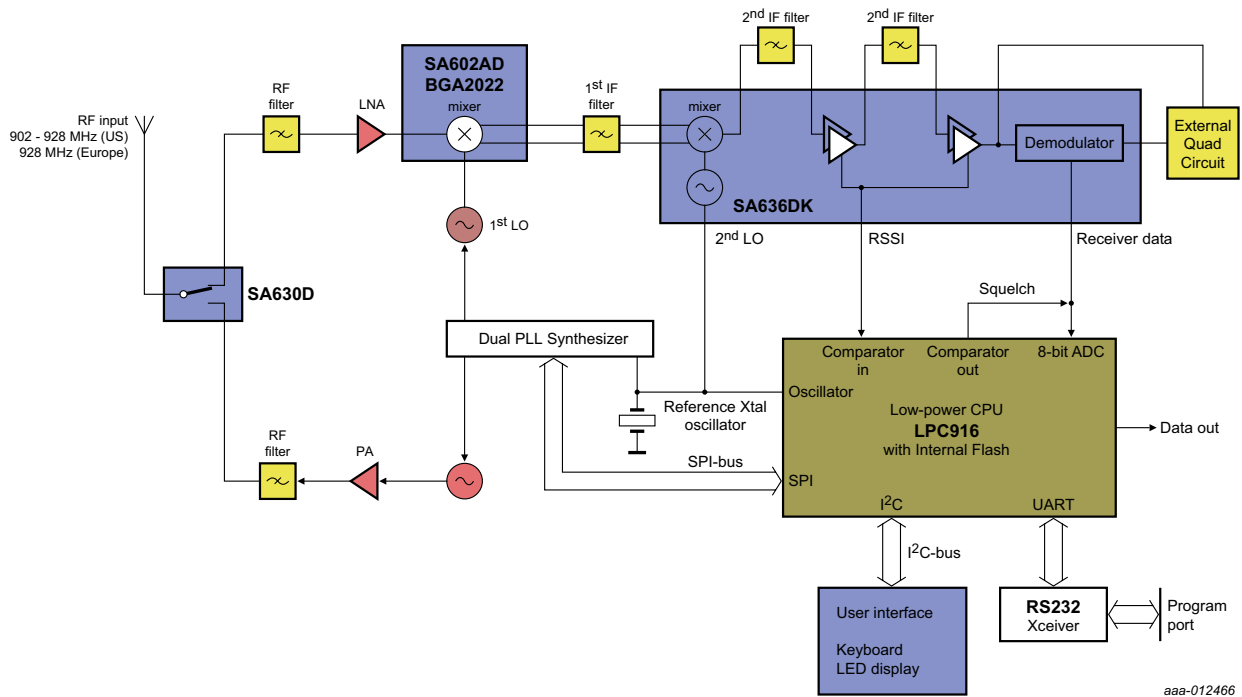 2nd IF filter
2nd IF filter
SA602AD
BGA2022
mixer
RF
filter
LNA
1st IF
filter
mixer
RF input
902 - 928 MHz (US)
928 MHz (Europe)
Demodulator
External
Quad
Circuit
SA636DK
1st LO
2nd LO
RSSI
Receiver data
SA630D
Squelch
Dual PLL Synthesizer
Comparator
in
Comparator
out
8-bit ADC
Oscillator
Reference Xtal
oscillator
Low-power CPU
LPC916
with Internal Flash
Data out
RF
filter
PA
SPI-bus
SPI
I2C
UART
I2C-bus
User interface
Keyboard
LED display
RS232
Xceiver
Program
port
aaa-012466